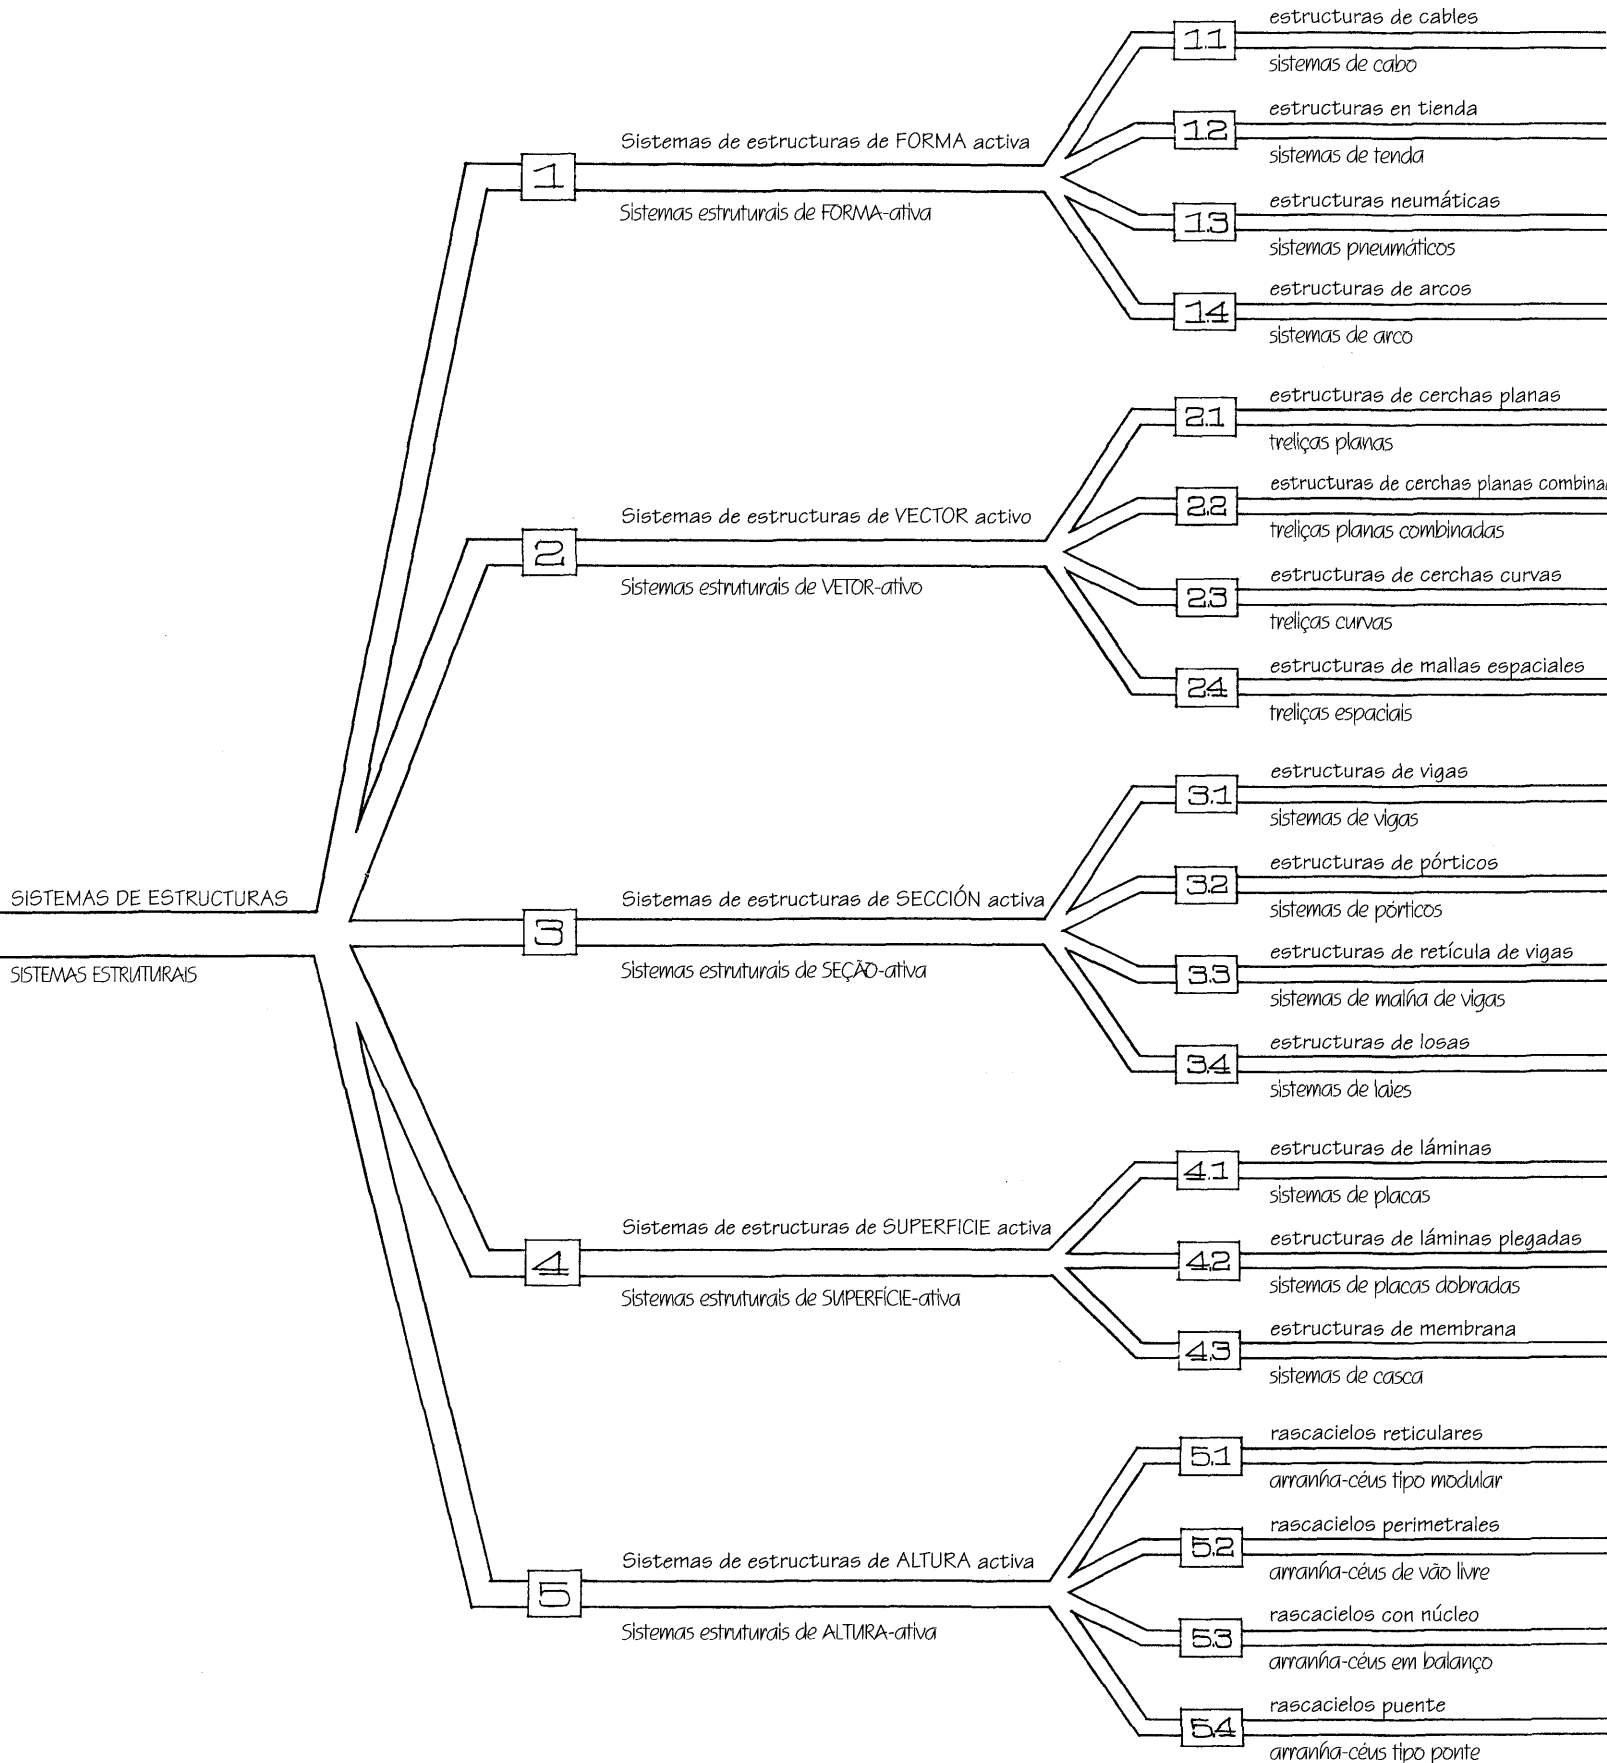 estructuras de cables
1.1
sistemas de cabo
estructuras en tienda
1.2
sistemas de tenda
Sistemas de estructuras de FORMA activa
1
Sistemas estruturais de FORMA-ativa
estructuras neumáticas
1.3
sistemas pneumáticos
estructuras de arcos
1.4
sistemas de arco
estructuras de cerchas planas
2.1
treliças planas
estructuras de cerchas planas combina
2.2
treliças planas combinadas
Sistemas de estructuras de VECTOR activo
2
Sistemas estruturais de VETOR-ativo
estructuras de cerchas curvas
2.3
treliças curvas
estructuras de mallas espaciales
2.4
treliças espaciais
estructuras de vigas
3.1
sistemas de vigas
estructuras de pórticos
3.2
sistemas de pórticos
SISTEMAS DE ESTRUCTURAS
SISTEMAS ESTRUTURAIS
Sistemas de estructuras de SECCIÓN activa
3
Sistemas estruturais de SEÇÃO-ativa
estructuras de retícula de vigas
3.3
sistemas de malha de vigas
estructuras de losas
3.4
sistemas de lajes
estructuras de láminas
4.1
sistemas de placas
Sistemas de estructuras de SUPERFICIE activa
4
Sistemas estruturais de SUPERFÍCIE-ativa
estructuras de láminas plegadas
4.2
sistemas de placas dobradas
estructuras de membrana
4.3
sistemas de casca
rascacielos reticulares
5.1
arranha-céus tipo modular
rascacielos perimetrales
5.2
arranha-céus de vão livre
Sistemas de estructuras de ALTURA activa
5
Sistemas estruturais de ALTURA-ativa
rascacielos con núcleo
5.3
arranha-céus em balanço
rascacielos puente
5.4
arranha-céus tipo ponte